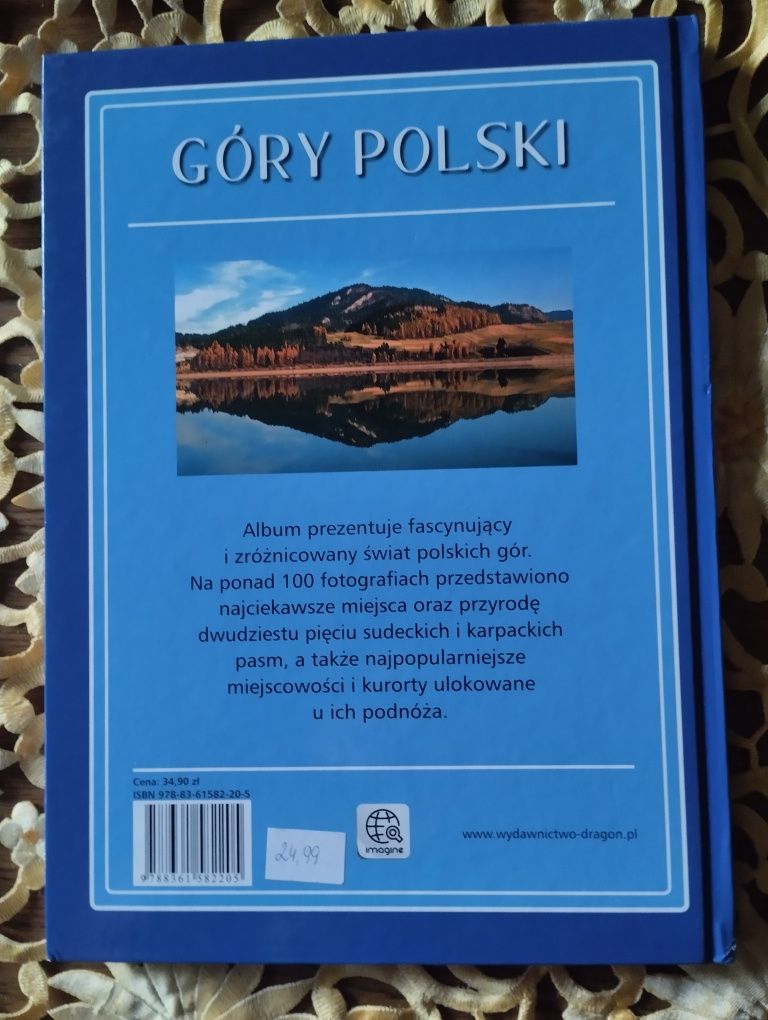 GÓRY POLSKI
Album prezentuje fascynujący
i zróżnicowany świat polskich gór.
Na ponad 100 fotografiach przedstawiono
najciekawsze miejsca oraz przyrodę
dwudziestu pięciu sudeckich i karpackich
pasm, a także najpopularniejsze
miejscowości i kurorty ulokowane
u ich podnóża.
Cena: 34,90 zł
ISBN 978-83-61582-20-5
9 788361 582205
24,99
imagine
www.wydawnictwo-dragon.pl